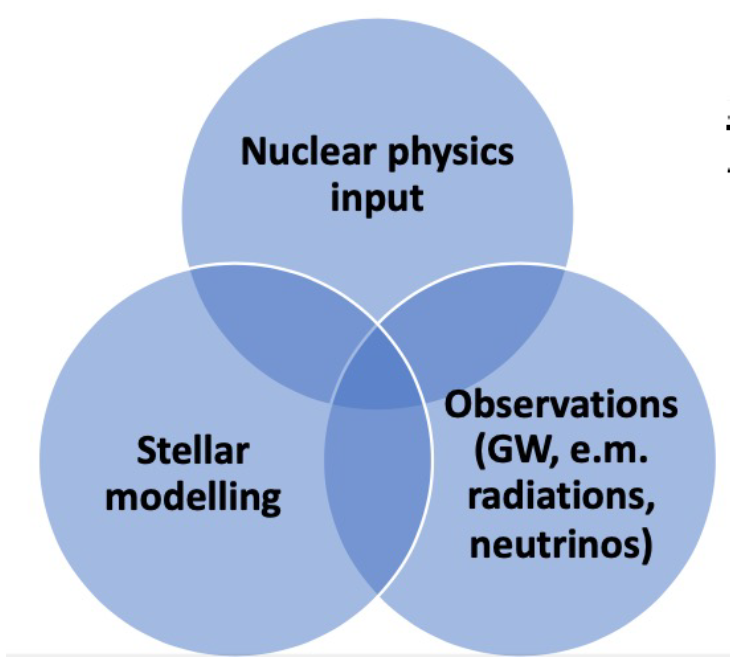 Nuclear physics
input
Stellar
modelling
Observations
(GW, e.m.
radiations,
neutrinos)